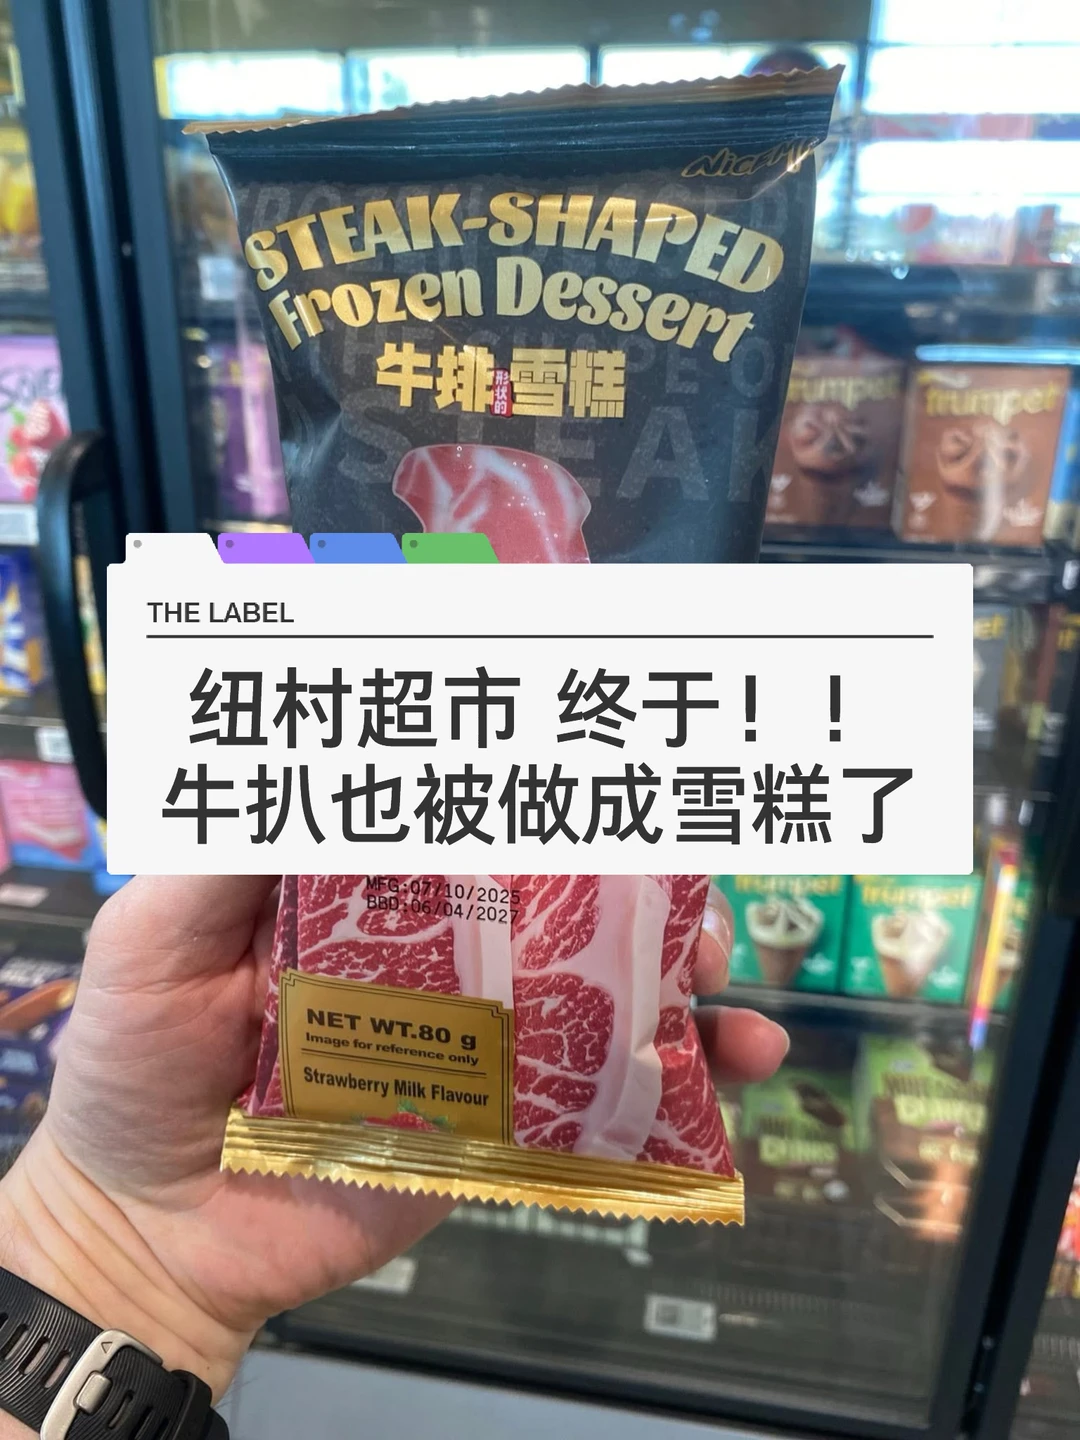 STEAK-SHAPED
Frozen Dessert
牛排形状的雪糕
trumpet
trumpet
THE LABEL
纽村超市 终于！！
牛扒也被做成雪糕了
MFG:07/10/2025
BBD:06/04/2027
NET WT.80 g
Image for reference only
Strawberry Milk Flavour
trumpet
trumpet